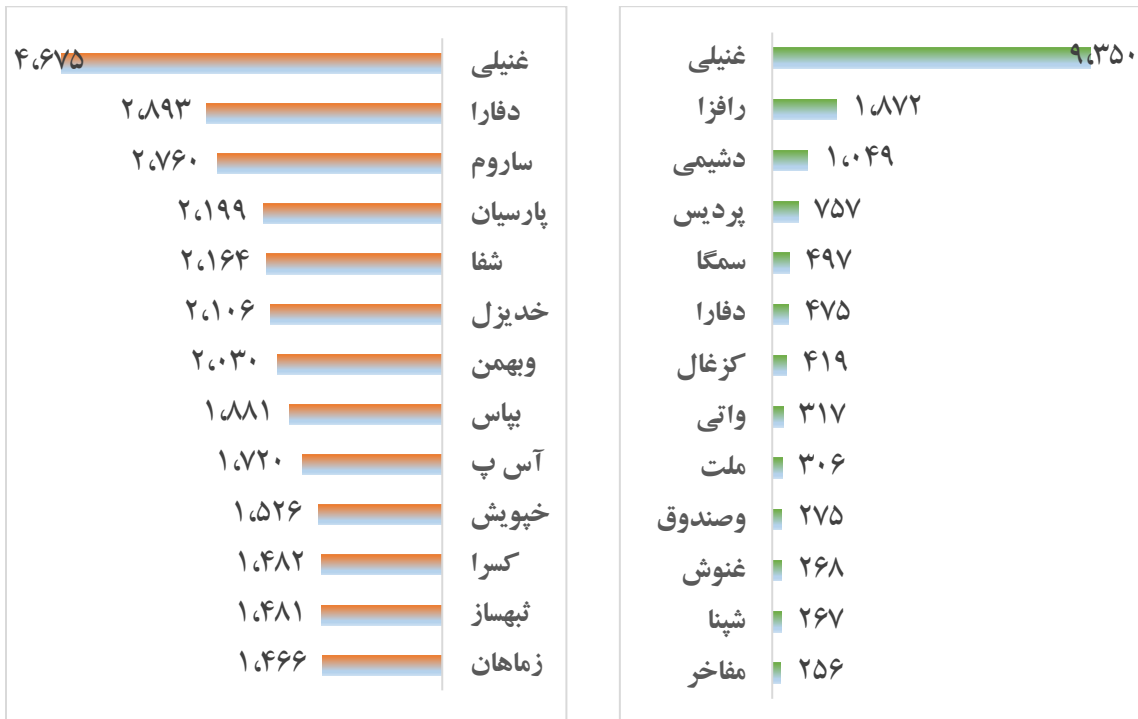 غنیلی ۹،۳۵۰
رافزا ۱،۸۷۲
دشیمی ۱،۰۴۹
پردیس ۷۵۷
سمگا ۴۹۷
دفارا ۴۷۵
کزغال ۴۱۹
واتی ۳۱۷
ملت ۳۰۶
وصندوق ۲۷۵
غنوش ۲۶۸
شپنا ۲۶۷
مفاخر ۲۵۶
غنیلی ۴،۶۷۵
دفارا ۲،۸۹۳
ساروم ۲،۷۶۰
پارسیان ۲،۱۹۹
شفا ۲،۱۶۴
خدیزل ۲،۱۰۶
وبهمن ۲،۰۳۰
بپاس ۱،۸۸۱
آس پ ۱،۷۲۰
خپویش ۱،۵۲۶
کسرا ۱،۴۸۲
ثبهساز ۱،۴۸۱
زماهان ۱،۴۶۶